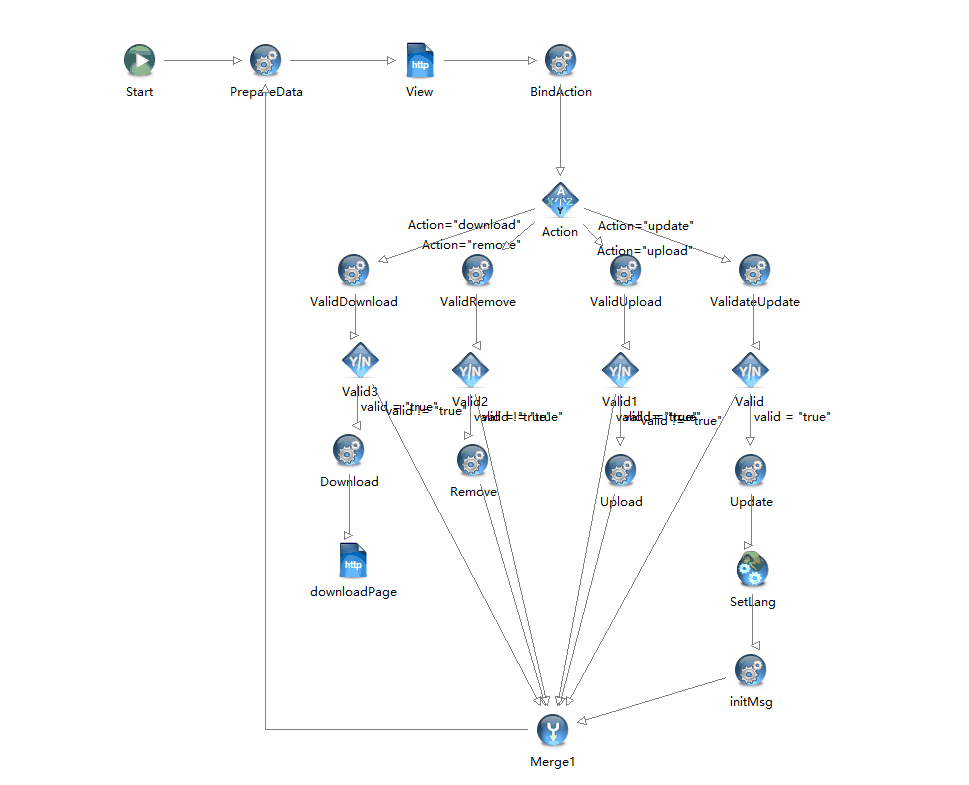 Start
PrepareData
http
View
BindAction
A
X
Z
Y
Action
Action="download"
Action="update"
Action="remove"
Action="upload"
ValidDownload
ValidRemove
ValidUpload
ValidateUpdate
Y/N
Y/N
Y/N
Y/N
Valid3
Valid2
Valid1
Valid
valid = "true"
valid != "true"
valid = "true"
valid != "true"
valid = "true"
valid != "true"
valid = "true"
Download
Remove
Upload
Update
http
downloadPage
SetLang
initMsg
Merge1